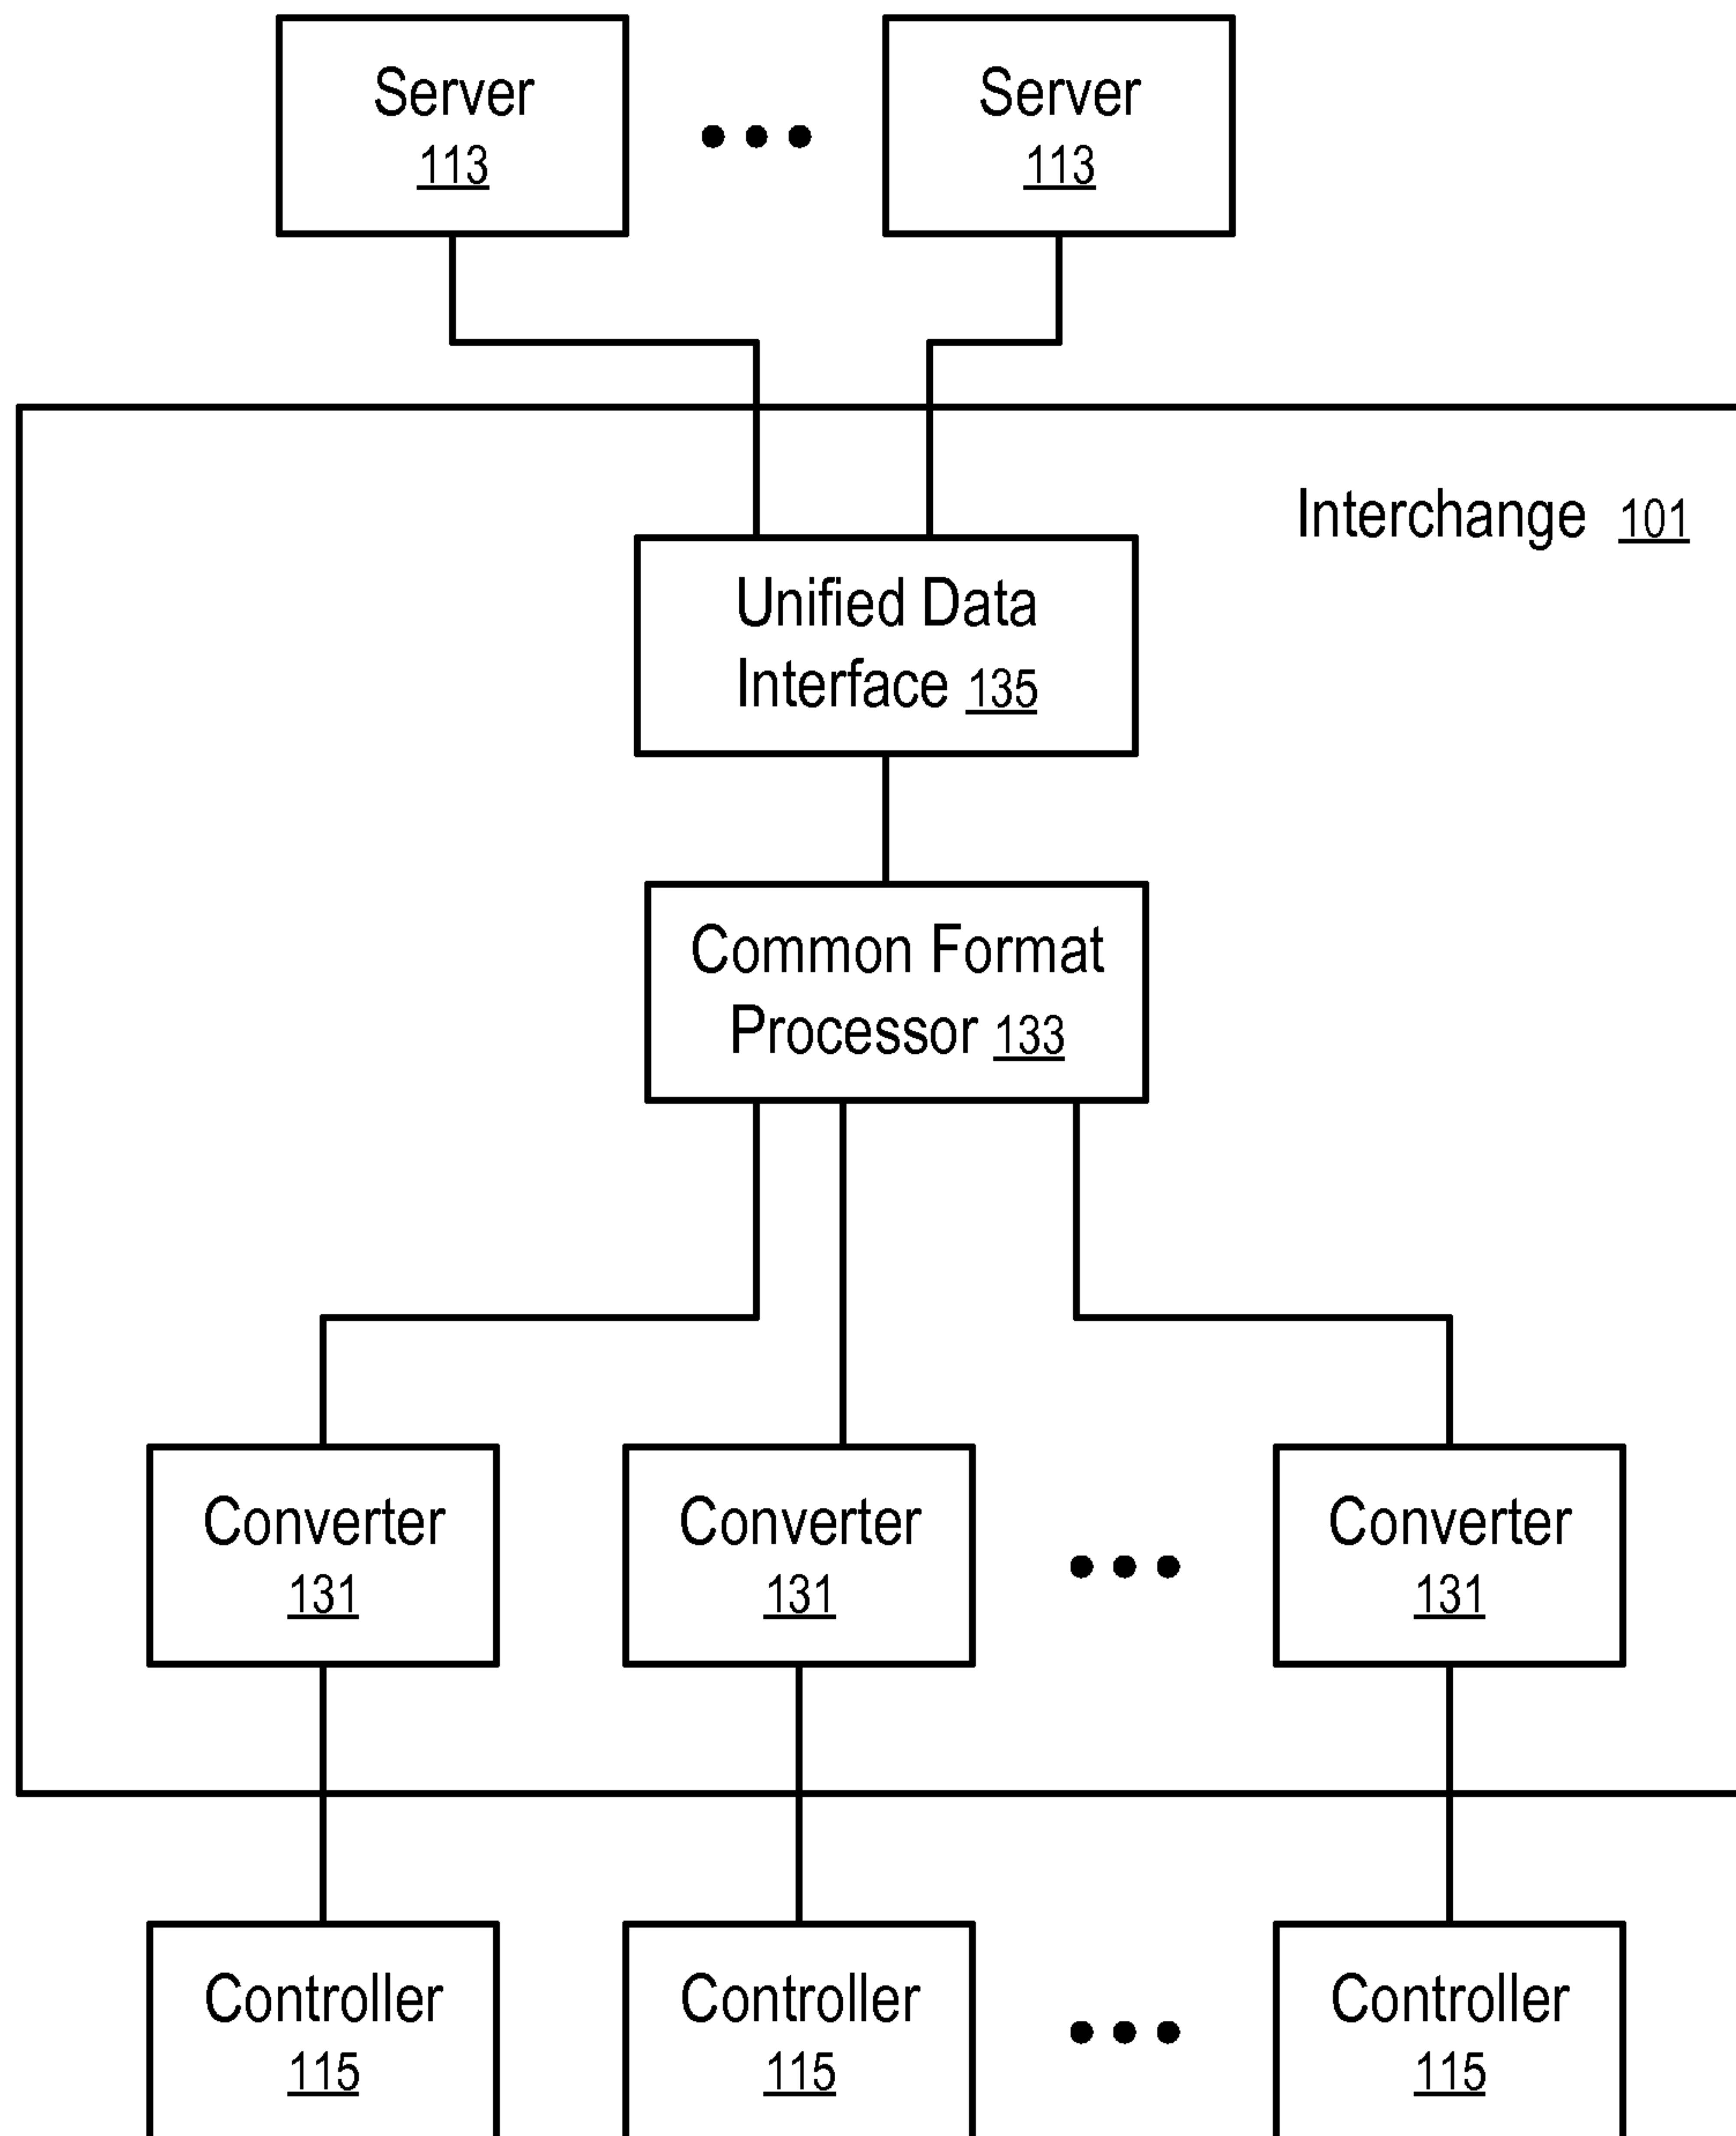 Server Server
113 113
Interchange 101
Unified Data
Interface 135
Common Format
Processor 133
Converter Converter Converter
131 131 131
Controller Controller Controller
115 115 115